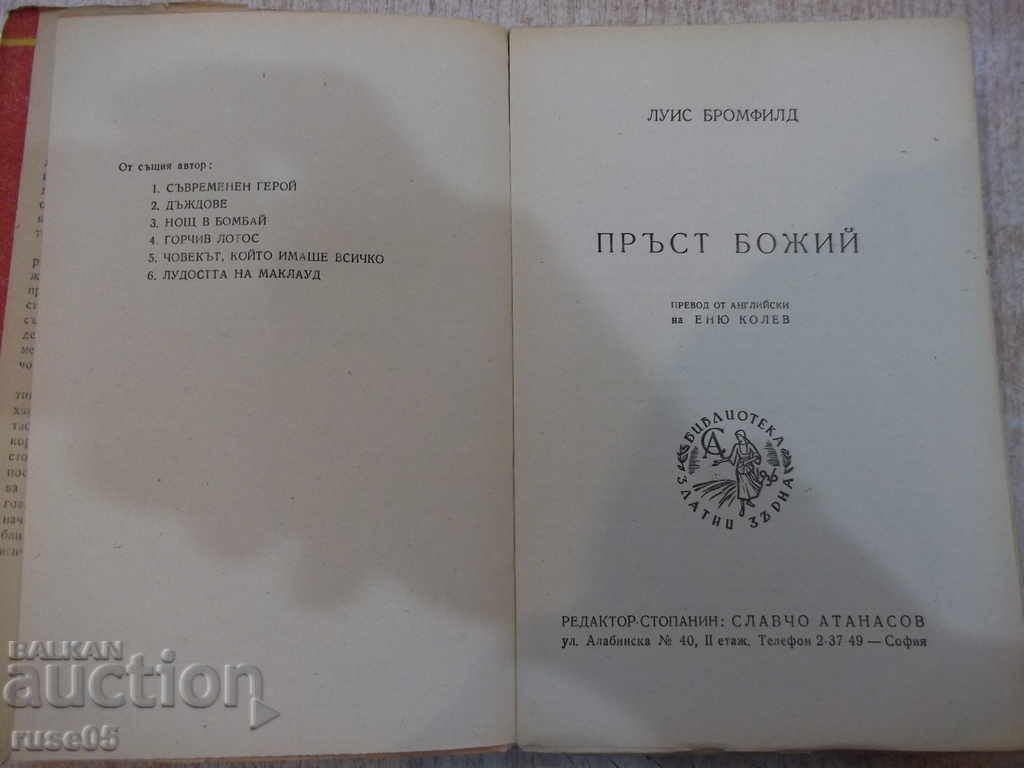 От същия автор:
1. СЪВРЕМЕНЕН ГЕРОЙ
2. ДЪЖДОВЕ
3. НОЩ В БОМБАЙ
4. ГОРЧИВ ЛОТОС
5. ЧОВЕКЪТ, КОЙТО ИМАШЕ ВСИЧКО
6. ЛУДОСТТА НА МАКЛАУД
ЛУИС БРОМФИЛД
ПРЪСТ БОЖИЙ
ПРЕВОД ОТ АНГЛИЙСКИ
на ЕНЮ КОЛЕВ
БИБЛИОТЕКА
ЗЛАТНИ ЗЪРНА
РЕДАКТОР-СТОПАНИН: СЛАВЧО АТАНАСОВ
ул. Алабинска № 40, II етаж. Телефон 2-37-49 — София
BALKAN
auction
ruse05